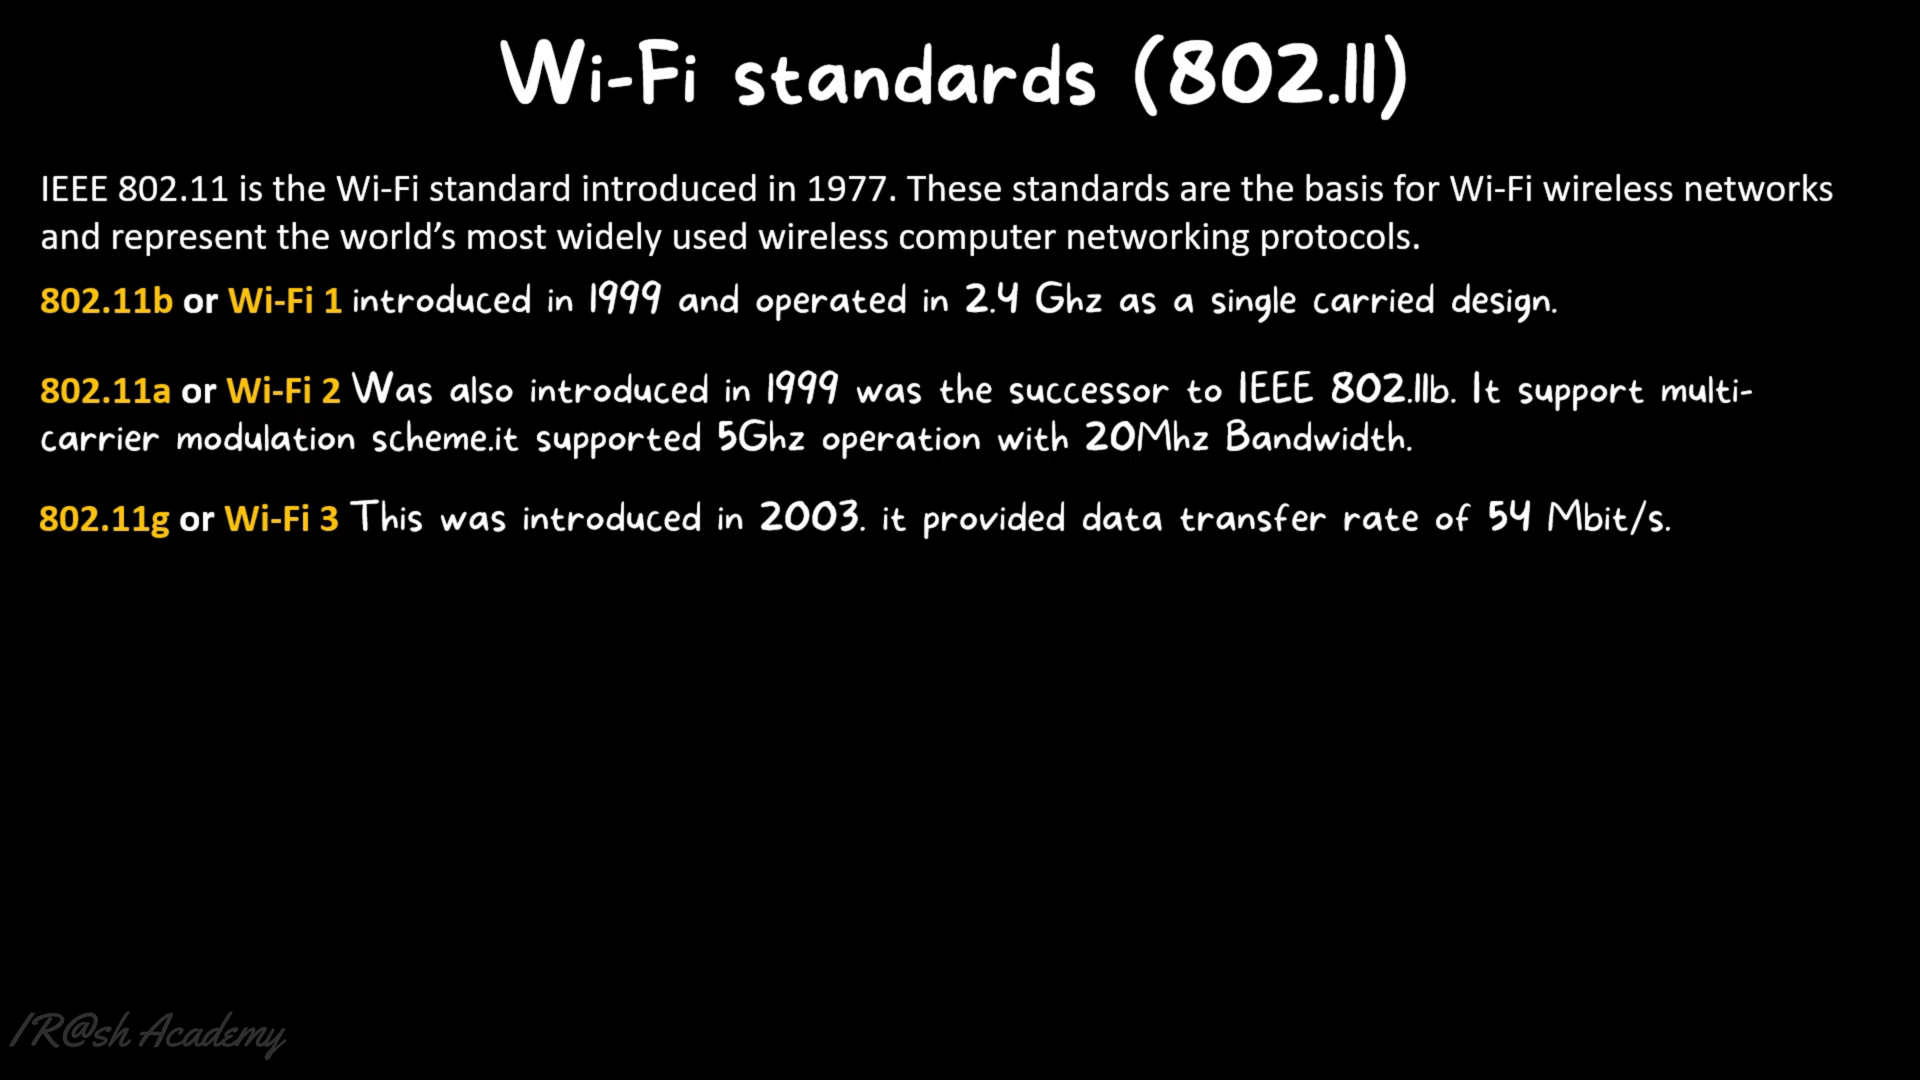 Wi-Fi standards (802.11)
IEEE 802.11 is the Wi-Fi standard introduced in 1977. These standards are the basis for Wi-Fi wireless networks
and represent the world’s most widely used wireless computer networking protocols.
802.11b or Wi-Fi 1 introduced in 1999 and operated in 2.4 Ghz as a single carried design.
802.11a or Wi-Fi 2 Was also introduced in 1999 was the successor to IEEE 802.11b. It support multi-
carrier modulation scheme.it supported 5Ghz operation with 20Mhz Bandwidth.
802.11g or Wi-Fi 3 This was introduced in 2003. it provided data transfer rate of 54 Mbit/s.
IR@sh Academy